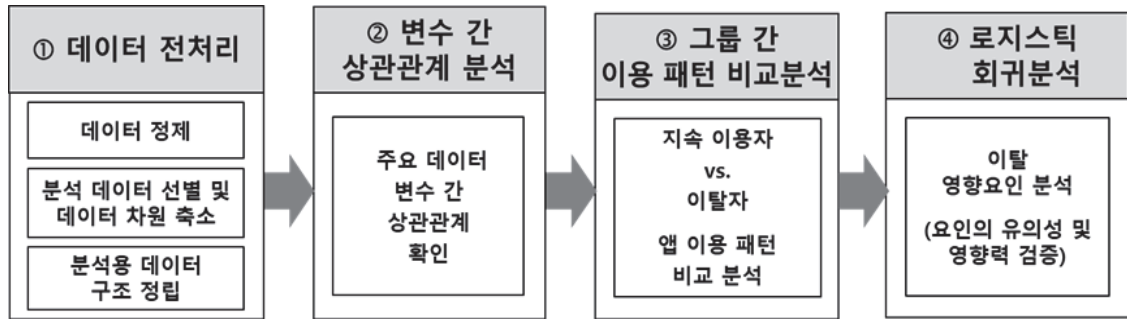 ① 데이터 전처리
데이터 정제
분석 데이터 선별 및
데이터 차원 축소
분석용 데이터
구조 정립
② 변수 간
상관관계 분석
주요 데이터
변수 간
상관관계
확인
③ 그룹 간
이용 패턴 비교분석
지속 이용자
vs.
이탈자
앱 이용 패턴
비교 분석
④ 로지스틱
회귀분석
이탈
영향요인 분석
(요인의 유의성 및
영향력 검증)